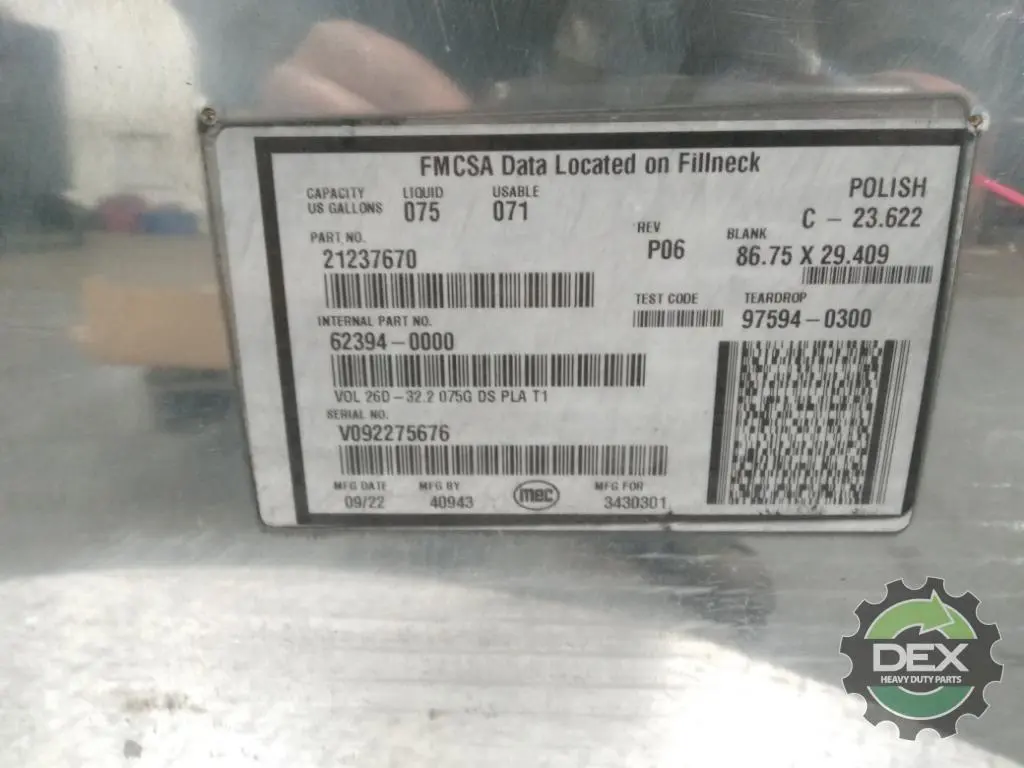 FMCSA Data Located on Fillneck
CAPACITY US GALLONS
LIQUID 075
USABLE 071
POLISH
C - 23.622
PART NO.
21237670
REV
P06
BLANK
86.75 X 29.409
INTERNAL PART NO.
62394-0000
TEST CODE
TEARDROP
97594-0300
VOL 26D-32.2 075G DS PLA T1
SERIAL NO.
V092275676
MFG DATE
09/22
MFG BY
40943
mec
MFG FOR
3430301
DEX
HEAVY DUTY PARTS